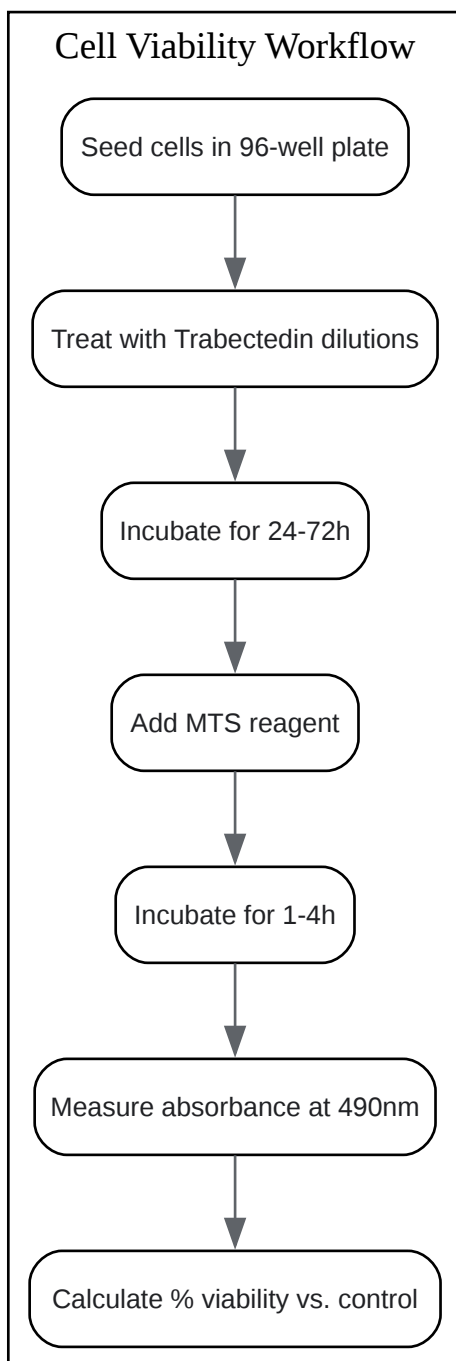 Cell Viability Workflow
Seed cells in 96-well plate
Treat with Trabectedin dilutions
Incubate for 24-72h
Add MTS reagent
Incubate for 1-4h
Measure absorbance at 490nm
Calculate % viability vs. control